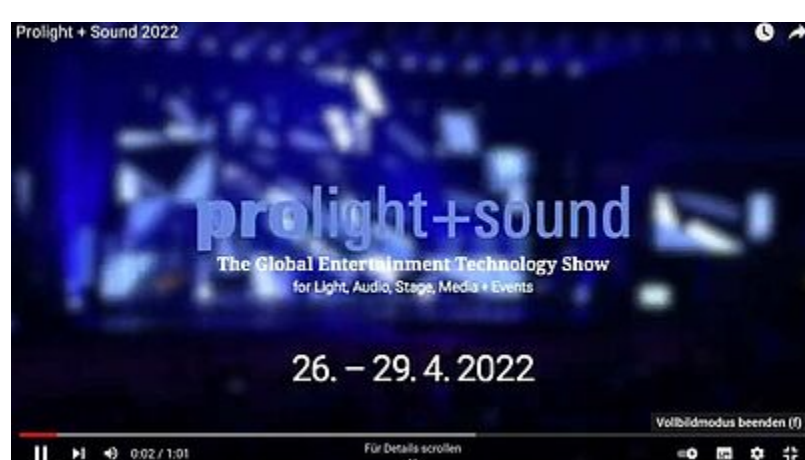 Prolight + Sound 2022
prolight+sound
The Global Entertainment Technology Show
for Light, Audio, Stage, Media + Events
26. – 29. 4. 2022
Vollbildmodus beenden (f)
0:02 / 1:01
Für Details scrollen